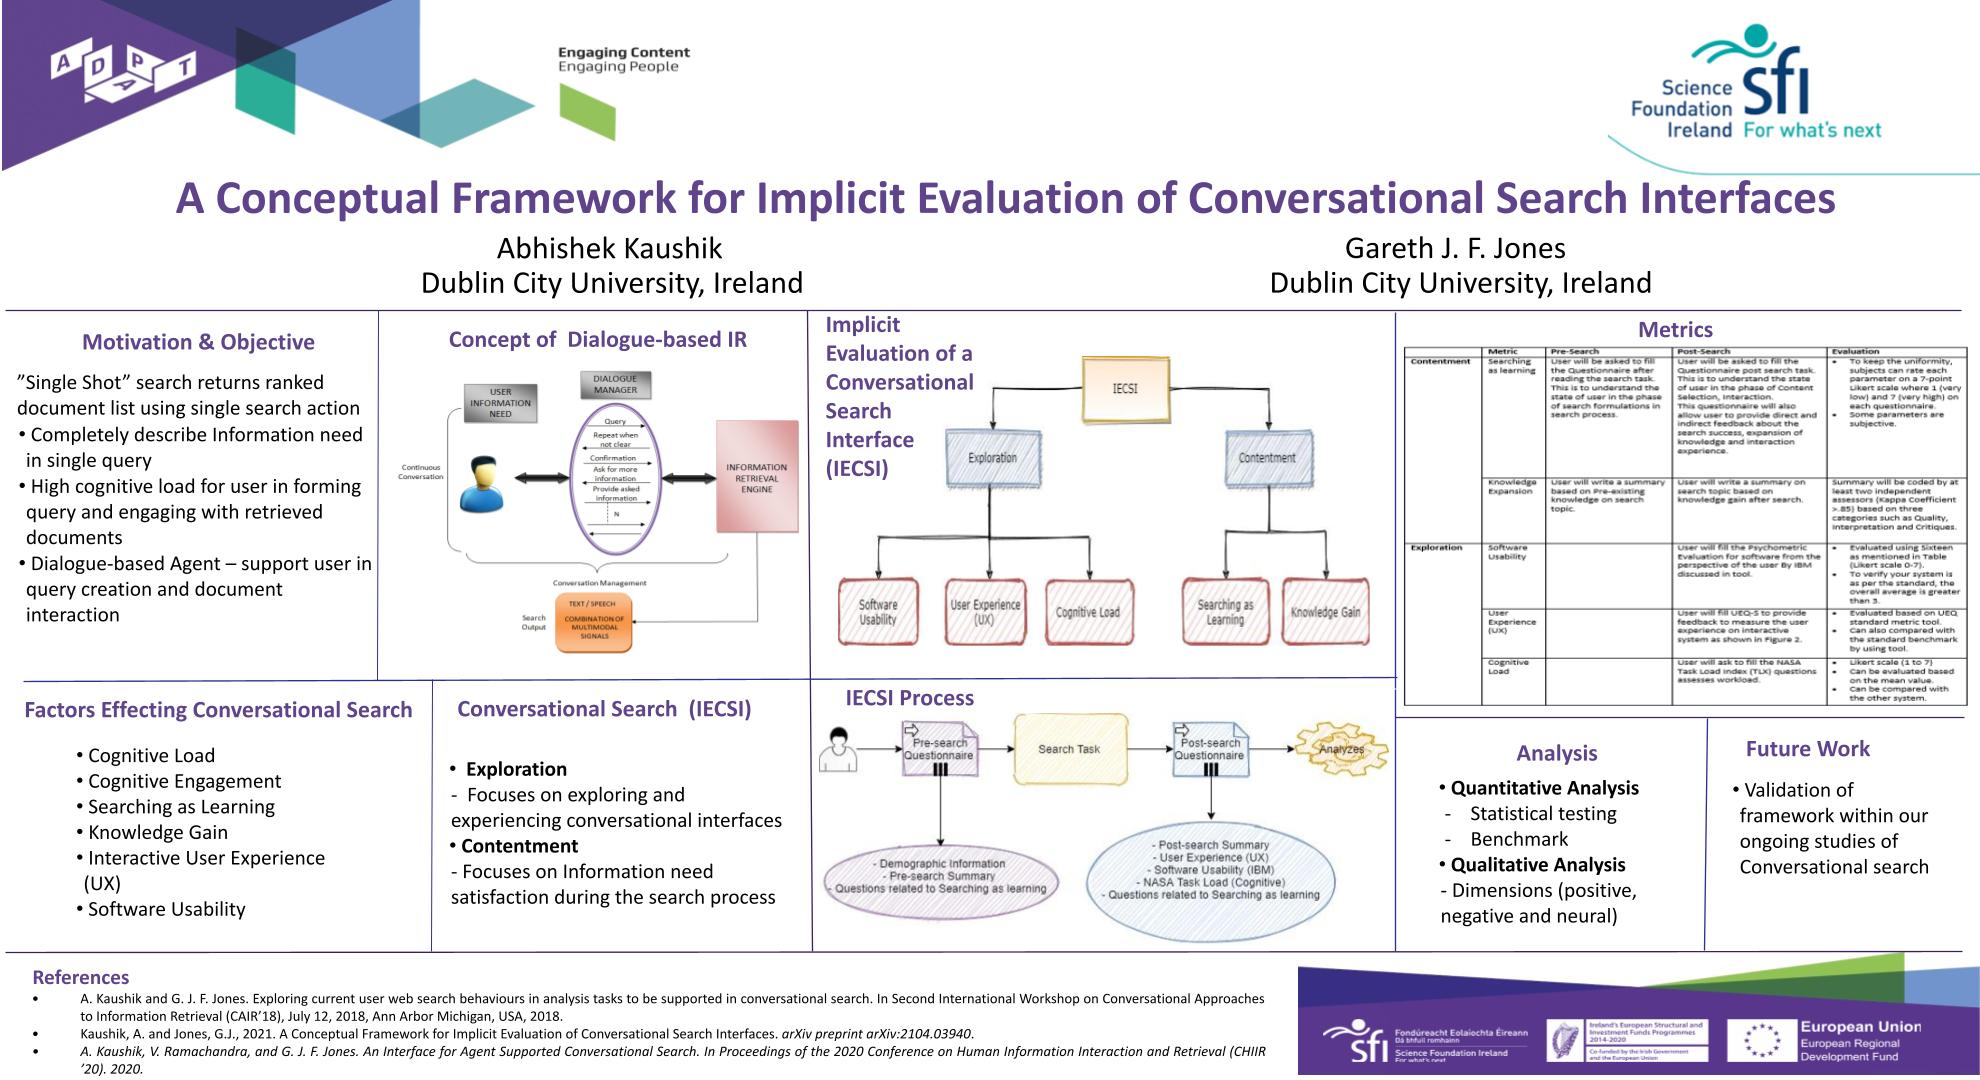 A D A P T
Engaging Content
Engaging People
Science
Foundation
Ireland
sfi
For what's next
A Conceptual Framework for Implicit Evaluation of Conversational Search Interfaces
Abhishek Kaushik
Dublin City University, Ireland
Gareth J. F. Jones
Dublin City University, Ireland
Motivation & Objective
”Single Shot” search returns ranked
document list using single search action
• Completely describe Information need
in single query
• High cognitive load for user in forming
query and engaging with retrieved
documents
• Dialogue-based Agent – support user in
query creation and document
interaction
Concept of Dialogue-based IR
USER
INFORMATION
NEED
DIALOGUE
MANAGER
Continuous
Conversation
Query
Repeat when
not clear
Confirmation
Ask for more
information
Provide asked
information
N
INFORMATION
RETRIEVAL
ENGINE
Conversation Management
Search
Output
TEXT / SPEECH
COMBINATION OF
MULTIMODAL
SIGNALS
Implicit
Evaluation of a
Conversational
Search
Interface
(IECSI)
IECSI
Exploration
Contentment
Software
Usability
User Experience
(UX)
Cognitive Load
Searching as
Learning
Knowledge Gain
Metrics
Metric
Pre-Search
Post-Search
Evaluation
Contentment
Searching
as learning
User will be asked to fill
the Questionnaire after
reading the search task.
This is to understand the
state of user in the phase
of search formulations in
search process.
User will be asked to fill the
Questionnaire post search task.
This is to understand the state
of user in the phase of Content
Selection, Interaction.
This questionnaire will also
allow user to provide direct and
indirect feedback about the
search success, expansion of
knowledge and interaction
experience.
• To keep the uniformity,
subjects can rate each
parameter on a 7-point
Likert scale where 1 (very
low) and 7 (very high) on
each questionnaire.
• Some parameters are
subjective.
Knowledge
Expansion
User will write a summary
based on Pre-existing
knowledge on search
topic.
User will write a summary on
search topic based on
knowledge gain after search.
Summary will be coded by at
least two independent
assessors (Kappa Coefficient
>.85) based on three
categories such as Quality,
Interpretation and Critiques.
Exploration
Software
Usability
User will fill the Psychometric
Evaluation for software from the
perspective of the user By IBM
discussed in tool.
• Evaluated using Sixteen
as mentioned in Table
(Likert scale 0-7).
• To verify your system is
as per the standard, the
overall average is greater
than 3.
User
Experience
(UX)
User will fill UEQ-S to provide
feedback to measure the user
experience on interactive
system as shown in Figure 2.
• Evaluated based on UEQ
standard metric tool.
• Can also compared with
the standard benchmark
by using tool.
Cognitive
Load
User will ask to fill the NASA
Task Load Index (TLX) questions
assesses workload.
• Likert scale (1 to 7)
• Can be evaluated based
on the mean value.
• Can be compared with
the other system.
Factors Effecting Conversational Search
• Cognitive Load
• Cognitive Engagement
• Searching as Learning
• Knowledge Gain
• Interactive User Experience
(UX)
• Software Usability
Conversational Search (IECSI)
• Exploration
- Focuses on exploring and
experiencing conversational interfaces
• Contentment
- Focuses on Information need
satisfaction during the search process
IECSI Process
Pre-search
Questionnaire
Search Task
Post-search
Questionnaire
Analyzes
- Demographic Information
- Pre-search Summary
- Questions related to Searching as learning
- Post-search Summary
- User Experience (UX)
- Software Usability (IBM)
- NASA Task Load (Cognitive)
- Questions related to Searching as learning
Analysis
• Quantitative Analysis
- Statistical testing
- Benchmark
• Qualitative Analysis
- Dimensions (positive,
negative and neural)
Future Work
• Validation of
framework within our
ongoing studies of
Conversational search
References
• A. Kaushik and G. J. F. Jones. Exploring current user web search behaviours in analysis tasks to be supported in conversational search. In Second International Workshop on Conversational Approaches
to Information Retrieval (CAIR’18), July 12, 2018, Ann Arbor Michigan, USA, 2018.
• Kaushik, A. and Jones, G.J., 2021. A Conceptual Framework for Implicit Evaluation of Conversational Search Interfaces. arXiv preprint arXiv:2104.03940.
• A. Kaushik, V. Ramachandra, and G. J. F. Jones. An Interface for Agent Supported Conversational Search. In Proceedings of the 2020 Conference on Human Information Interaction and Retrieval (CHIIR
’20). 2020.
sfi
Fondúireacht Eolaíochta Éireann
Dá bhfuil romhainn
Science Foundation Ireland
For what's next
Ireland's European Structural and
Investment Funds Programmes
2014-2020
Co-funded by the Irish Government
and the European Union
European Union
European Regional
Development Fund